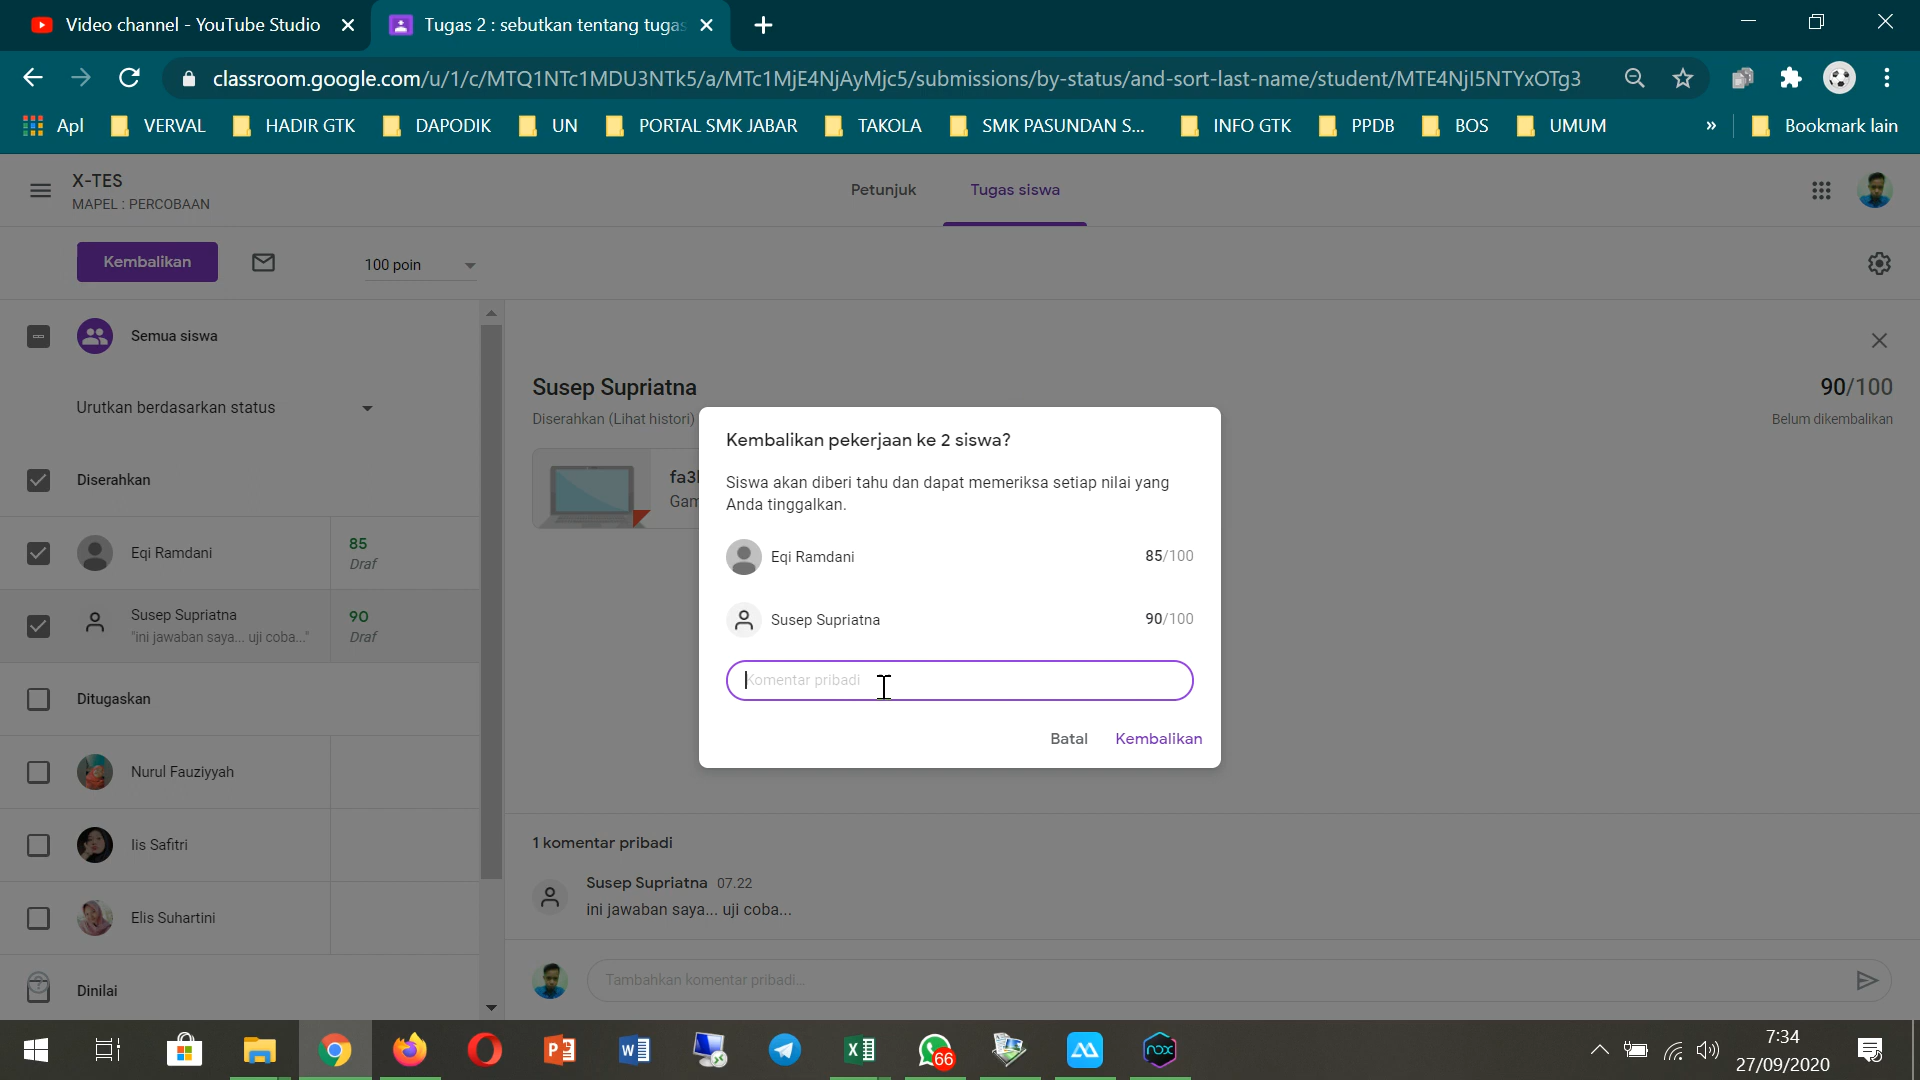 Video channel - YouTube Studio
Tugas 2 : sebutkan tentang tugas
classroom.google.com/u/1/c/MTQ1NTc1MDU3NTk5/a/MTc1MjE4NjAyMjc5/submissions/by-status/and-sort-last-name/student/MTE4NjI5NTYxOTg3
Apl VERVAL HADIR GTK DAPODIK UN PORTAL SMK JABAR TAKOLA SMK PASUNDAN S... INFO GTK PPDB BOS UMUM » Bookmark lain
X-TES
MAPEL : PERCOBAAN
Petunjuk
Tugas siswa
Kembalikan
100 poin
Semua siswa
Urutkan berdasarkan status
Diserahkan
Eqi Ramdani
85
Draf
Susep Supriatna
"ini jawaban saya... uji coba..."
90
Draf
Ditugaskan
Nurul Fauziyyah
Iis Safitri
Elis Suhartini
Dinilai
Susep Supriatna
Diserahkan (Lihat histori)
90/100
Belum dikembalikan
fa3l
Gam
Kembalikan pekerjaan ke 2 siswa?
Siswa akan diberi tahu dan dapat memeriksa setiap nilai yang
Anda tinggalkan.
Eqi Ramdani 85/100
Susep Supriatna 90/100
Komentar pribadi
Batal Kembalikan
1 komentar pribadi
Susep Supriatna 07.22
ini jawaban saya... uji coba...
Tambahkan komentar pribadi...
66
nox
7:34
27/09/2020